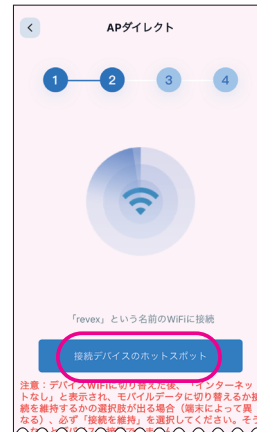 APダイレクト
1 2 3 4
「revex」という名前のWiFiに接続
接続デバイスのホットスポット
注意：デバイスWiFiに切り替えた後、「インターネッ
トなし」と表示され、モバイルデータに切り替えるか接
続を維持するかの選択肢が出る場合（端末によって異
なる）、必ず「接続を維持」を選択してください。そう